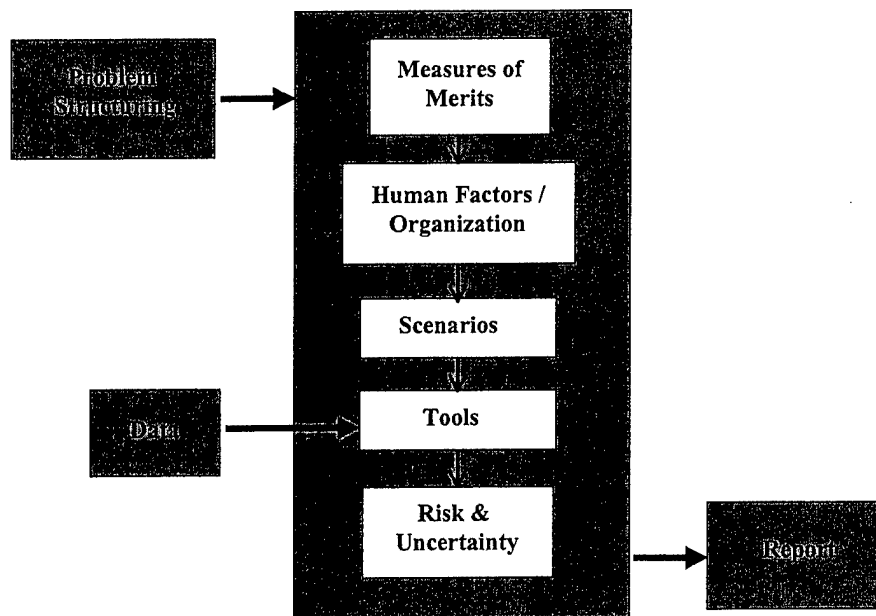 Problem
Structuring
Measures of
Merits
Human Factors /
Organization
Scenarios
Data
Tools
Risk &
Uncertainty
Report